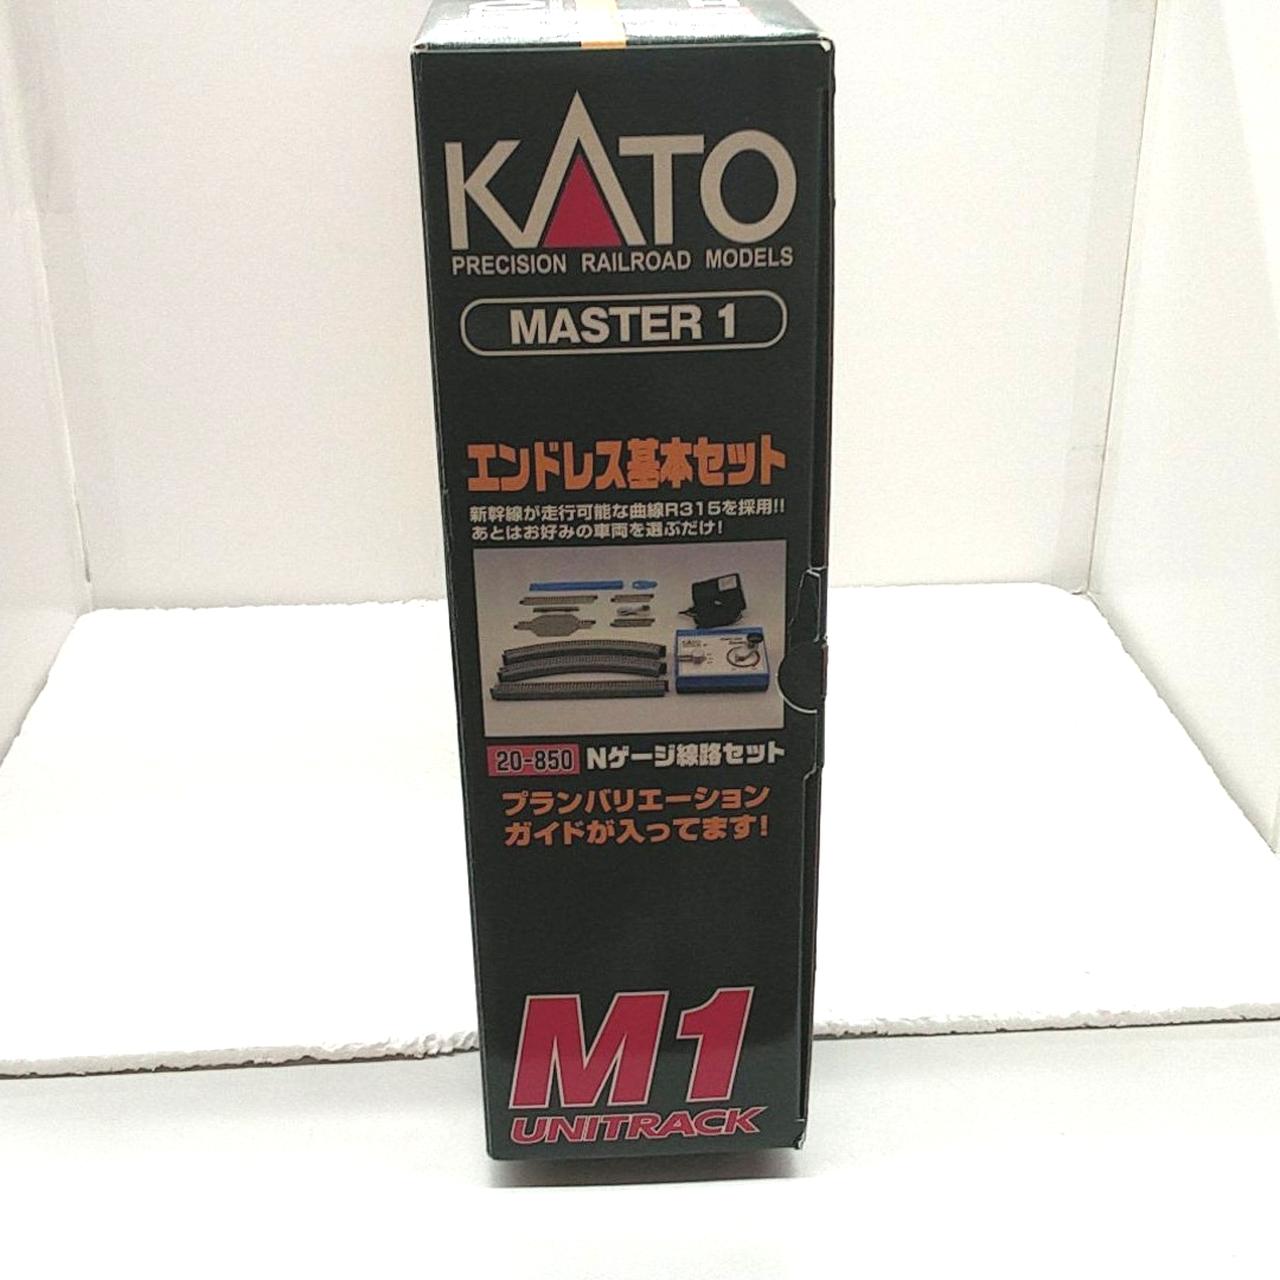 KATO
PRECISION RAILROAD MODELS
MASTER 1
エンドレス基本セット
新幹線が走行可能な曲線R315を採用!!
あとはお好みの車両を選ぶだけ!
KATO
20-850 Nゲージ線路セット
プランバリエーション
ガイドが入ってます!
M1
UNITRACK